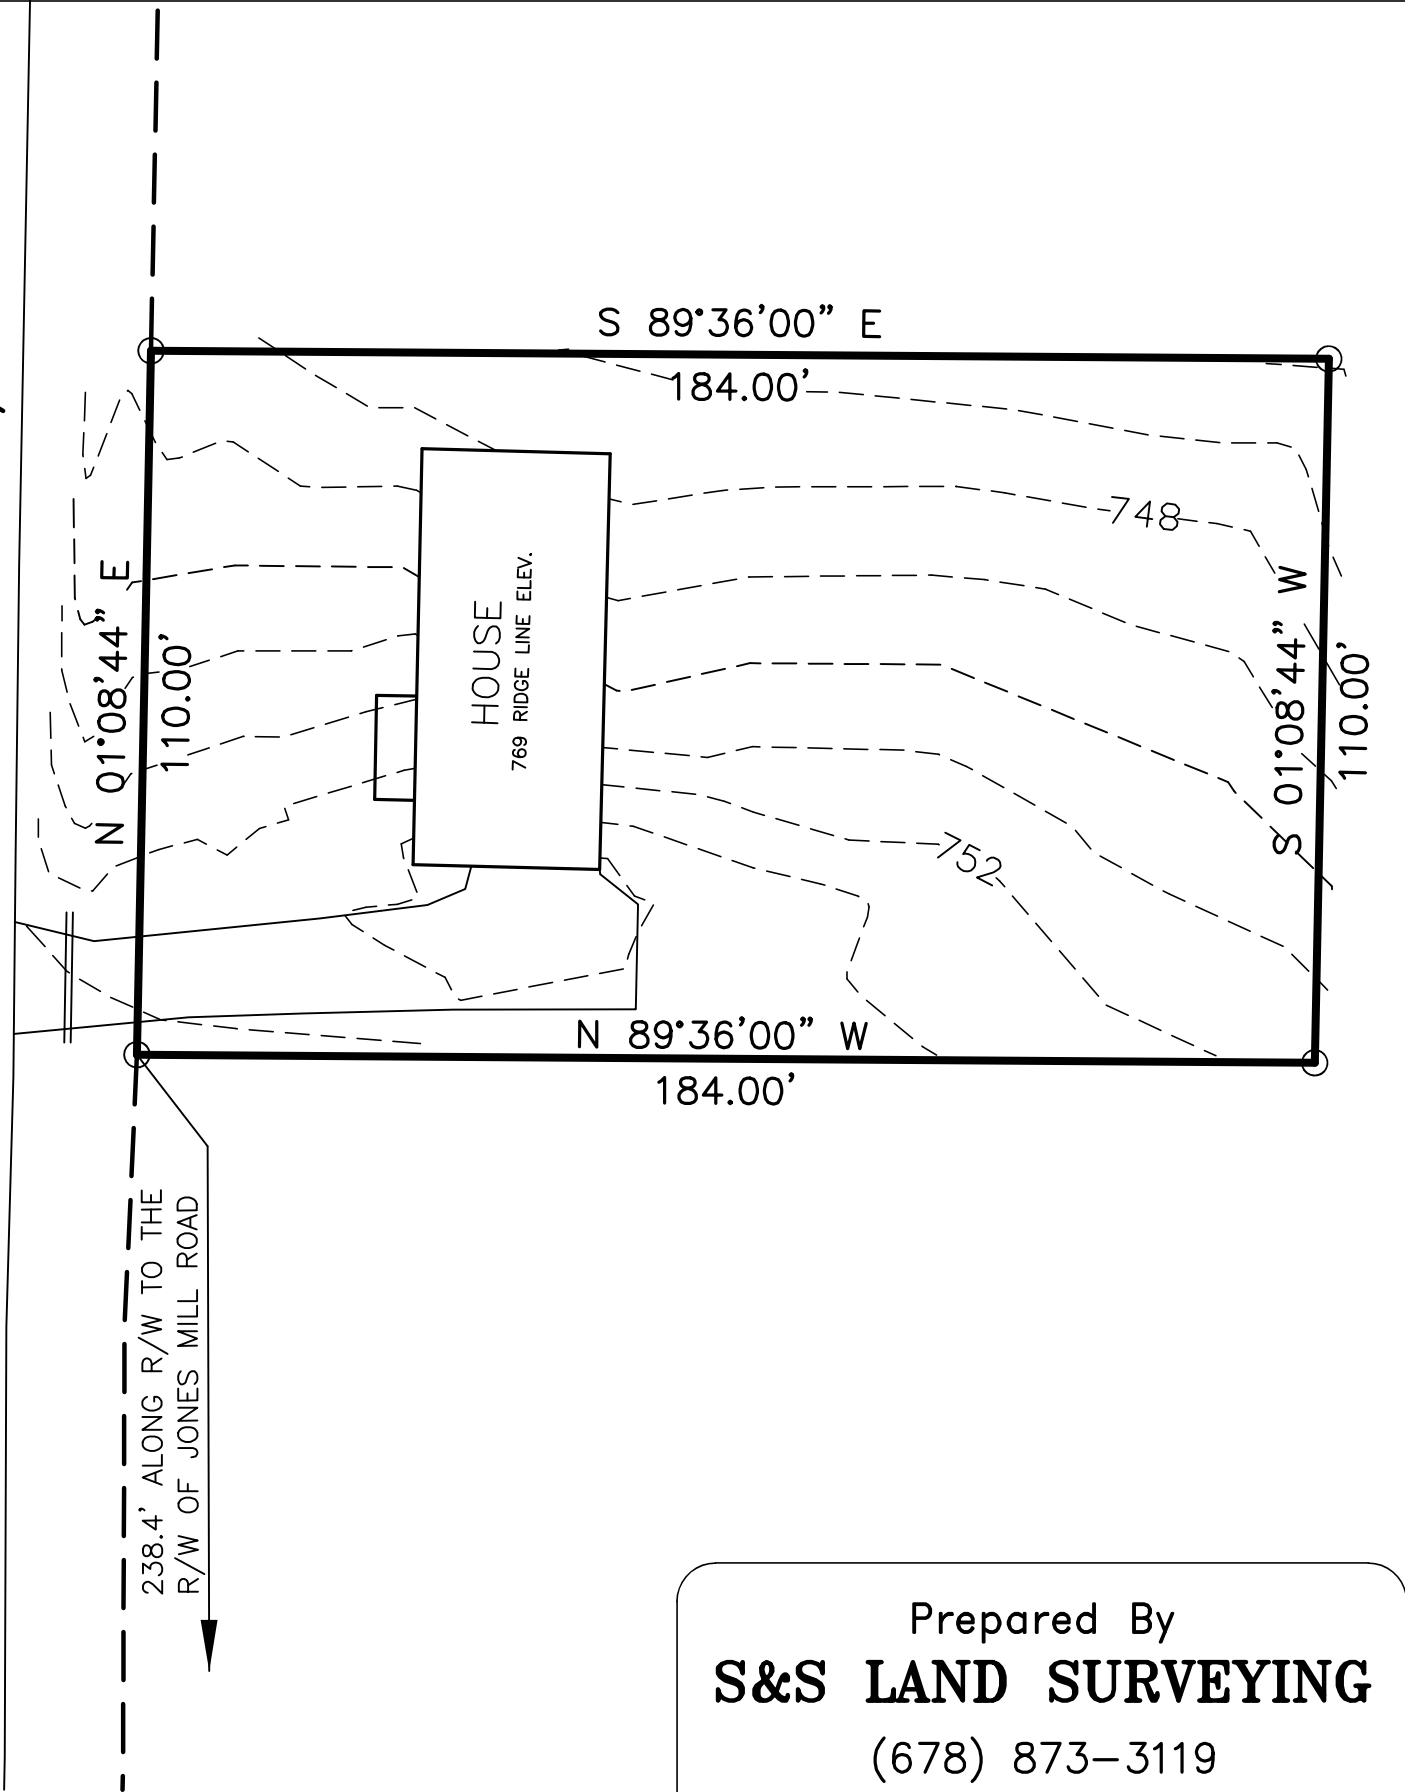 S 89°36'00" E
184.00'
748
N 01°08'44" E
110.00'
HOUSE
769 RIDGE LINE ELEV.
S 01°08'44" W
110.00'
752
N 89°36'00" W
184.00'
238.4' ALONG R/W TO THE
R/W OF JONES MILL ROAD
Prepared By
S&S LAND SURVEYING
(678) 873-3119